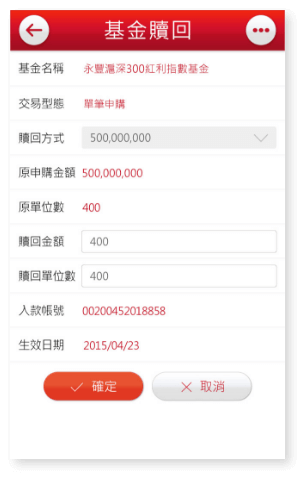 基金贖回
基金名稱 永豐滬深300紅利指數基金
交易型態 單筆申購
贖回方式 500,000,000
原申購金額 500,000,000
原單位數 400
贖回金額 400
贖回單位數 400
入款帳號 00200452018858
生效日期 2015/04/23
確定 取消